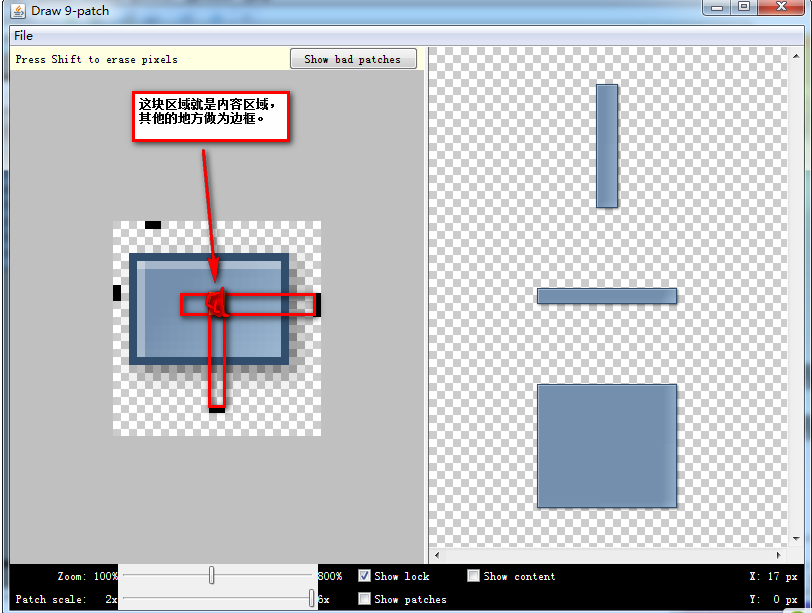 Draw 9-patch
File
Press Shift to erase pixels
Show bad patches
这块区域就是内容区域，
其他的地方做为边框。
Zoom: 100%
800%
Show lock
Show content
X: 17 px
Patch scale: 2x
6x
Show patches
Y: 0 px